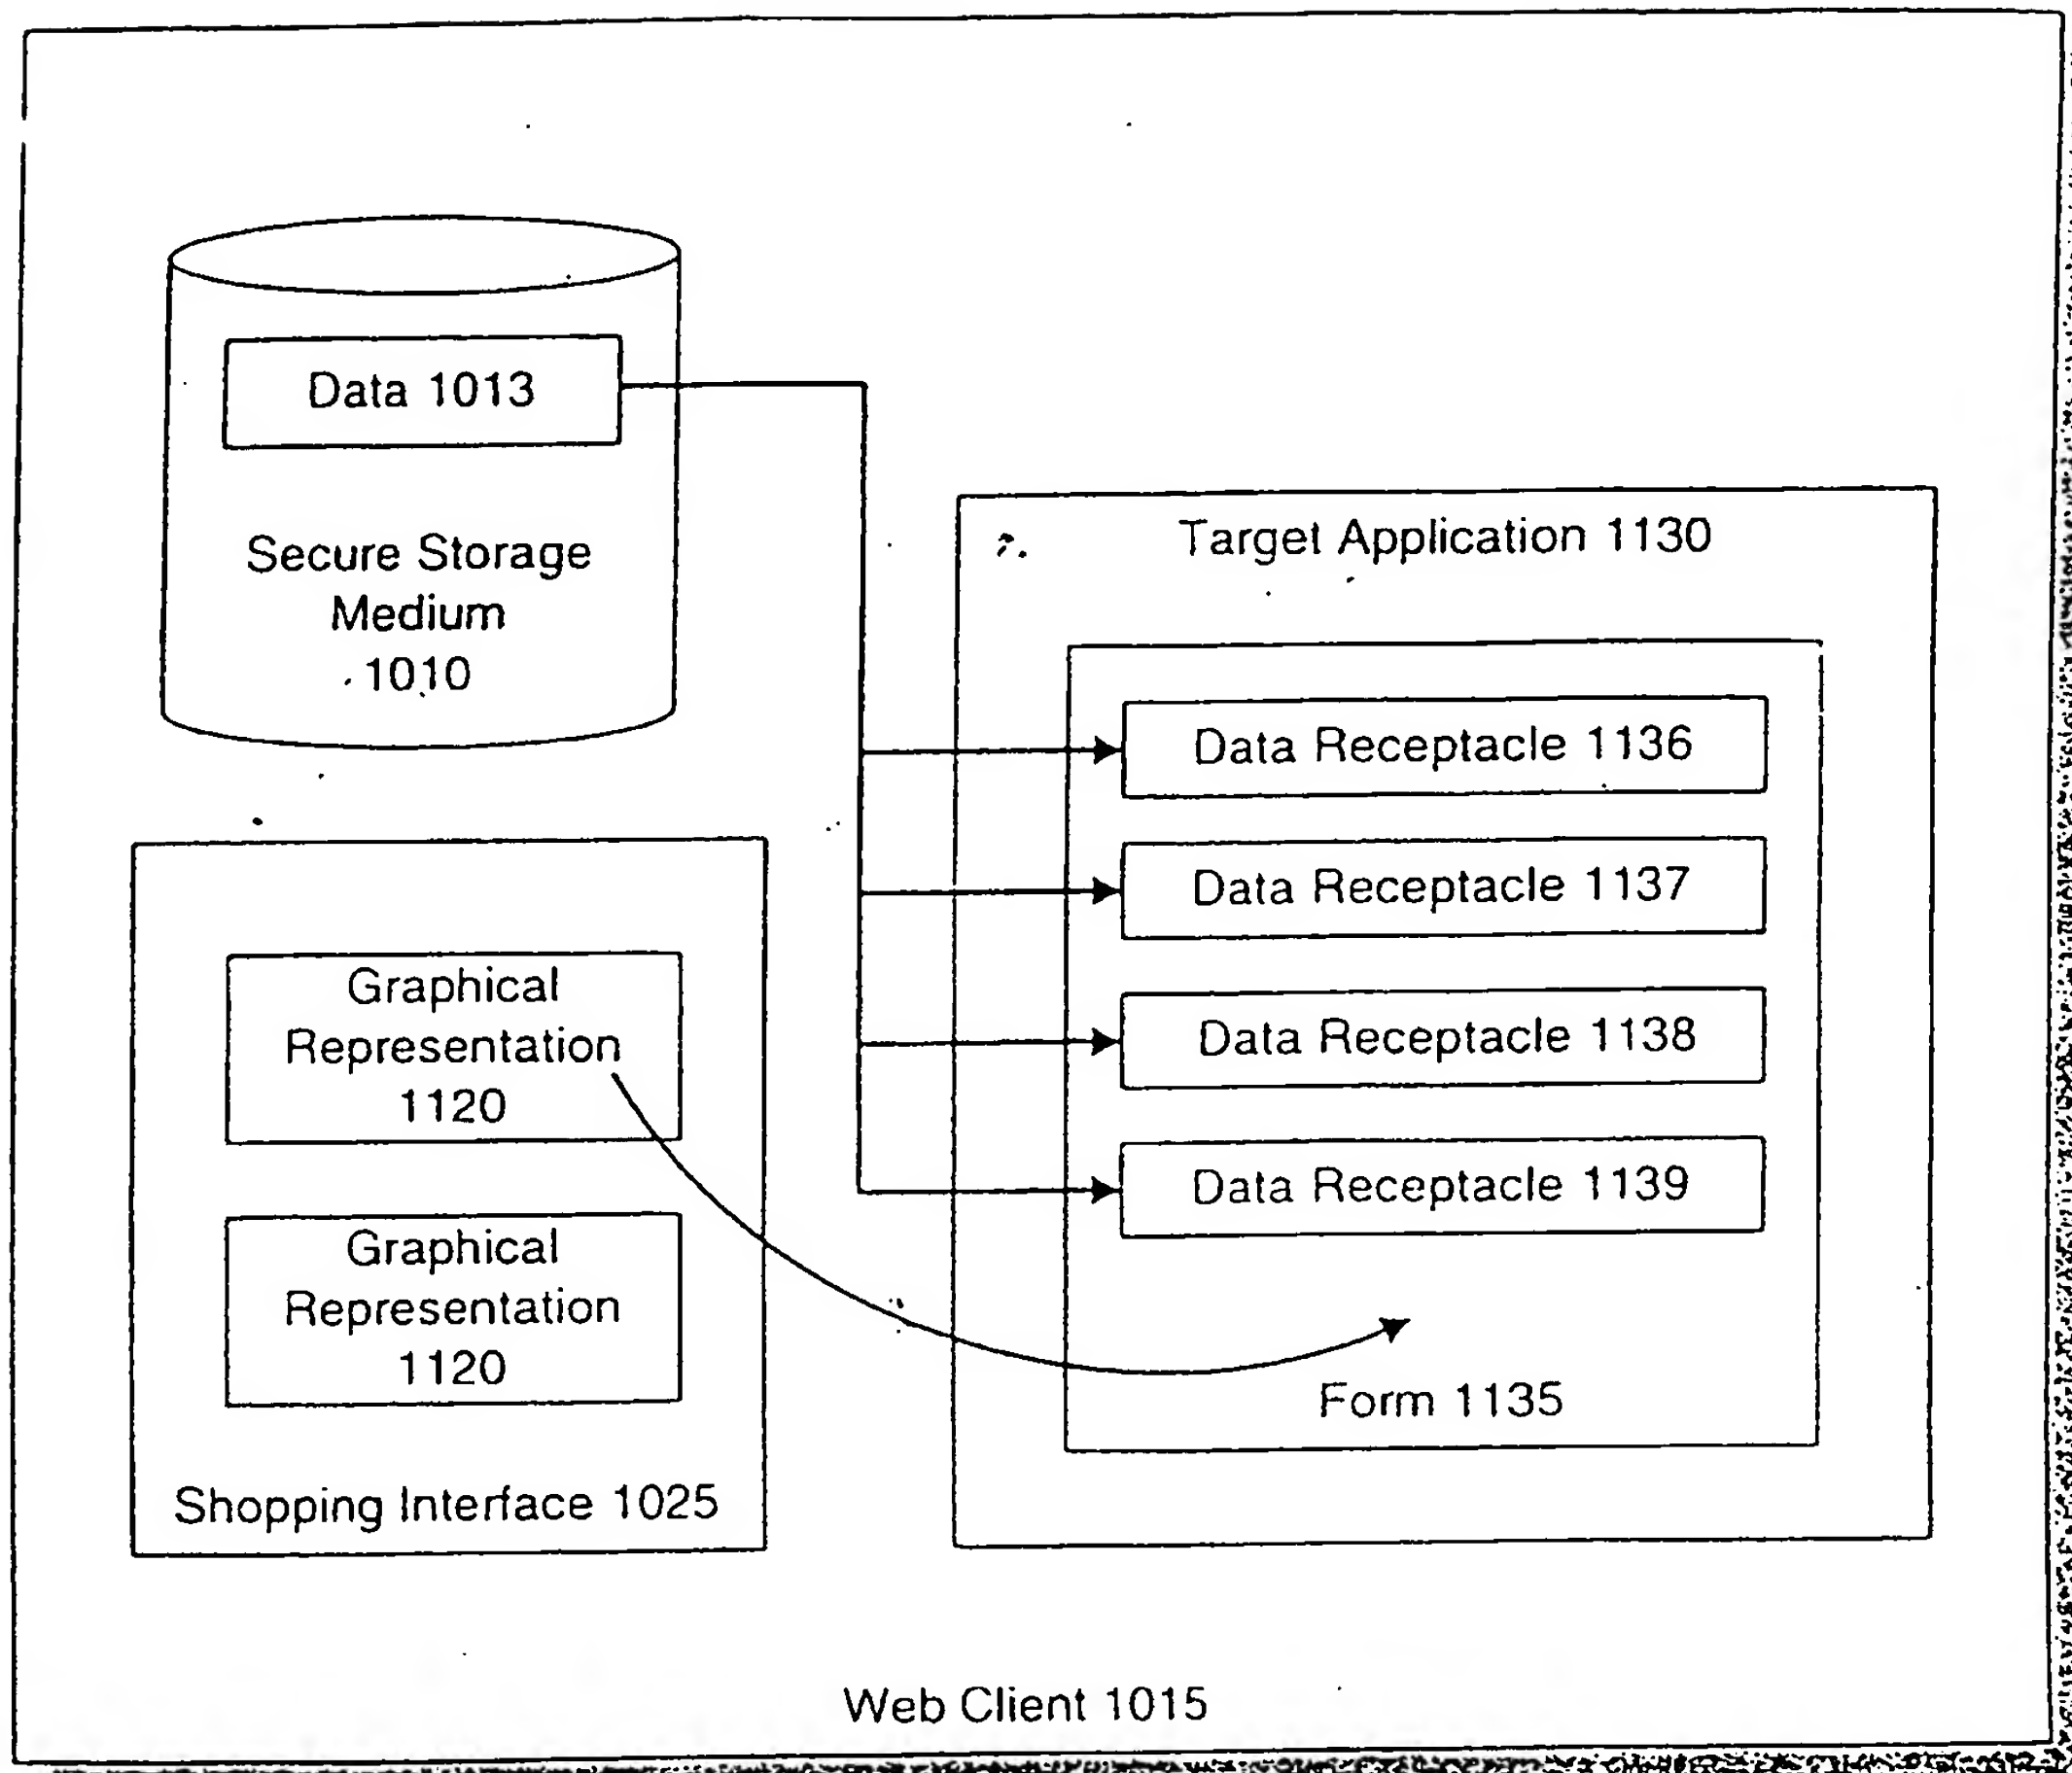 Data 1013
Secure Storage
Medium
1010
Target Application 1130
Data Receptacle 1136
Data Receptacle 1137
Data Receptacle 1138
Data Receptacle 1139
Form 1135
Graphical
Representation
1120
Graphical
Representation
1120
Shopping Interface 1025
Web Client 1015